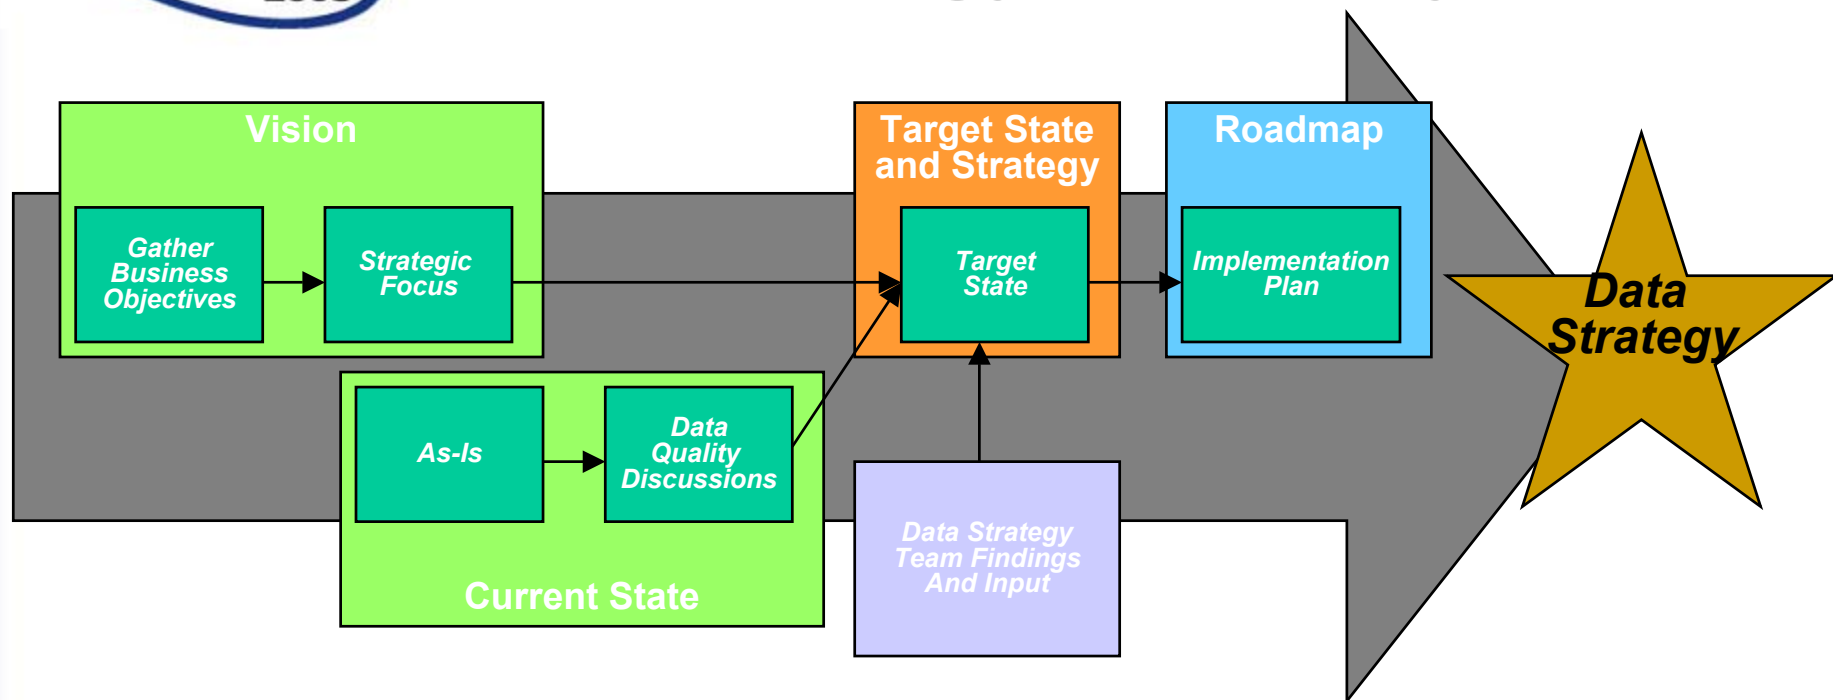 Vision
Gather
Business
Objectives
Strategic
Focus
Target State
and Strategy
Target
State
Roadmap
Implementation
Plan
Data
Strategy
As-Is
Data
Quality
Discussions
Current State
Data Strategy
Team Findings
And Input